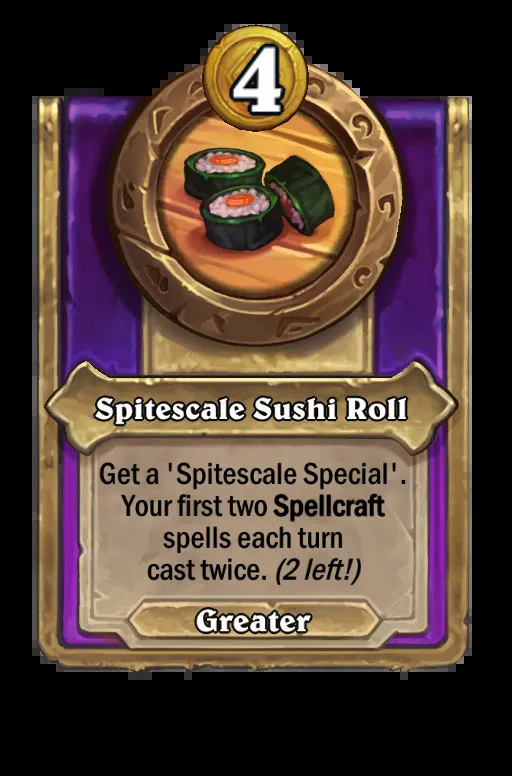 4
Spitescale Sushi Roll
Get a 'Spitescale Special'.
Your first two Spellcraft
spells each turn
cast twice. (2 left!)
Greater